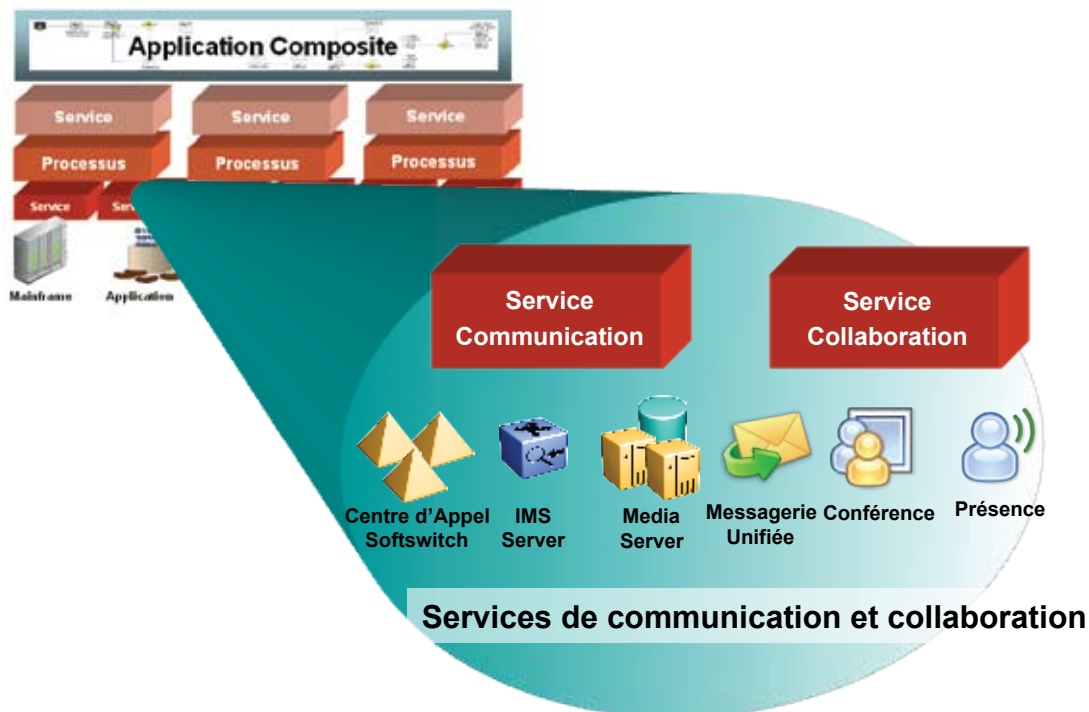 Application Composite
Service Service Service
Processus Processus Processus
Service
Mainframe Application
Service
Communication
Service
Collaboration
Centre d'Appel
Softswitch
IMS
Server
Media
Server
Messagerie
Unifiée
Conférence
Présence
Services de communication et collaboration